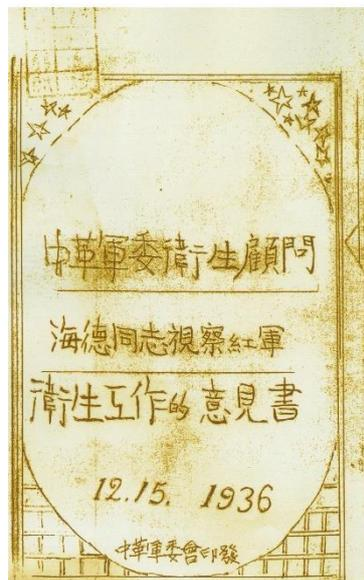 中革軍委衛生顧問
海德同志視察紅軍
衛生工作的意見書
12.15. 1936
中華軍委會印發